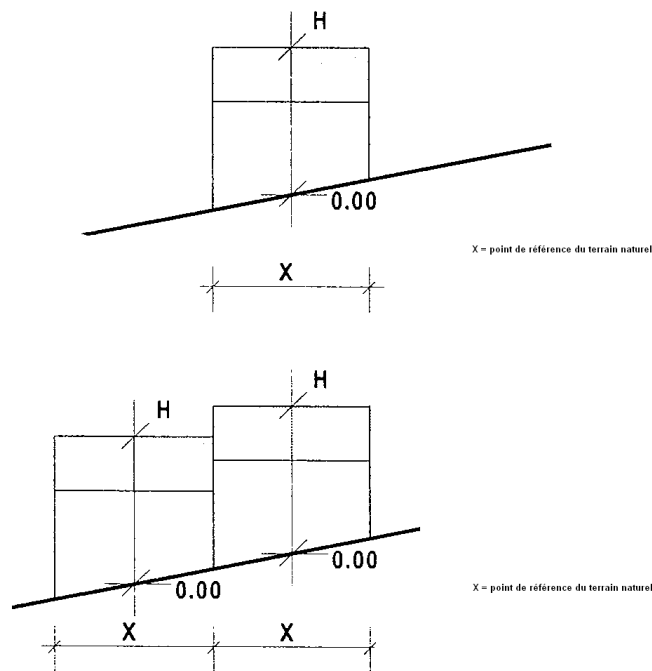 H
0.00
X = point de référence du terrain naturel
X
H
H
0.00
0.00
X = point de référence du terrain naturel
X X